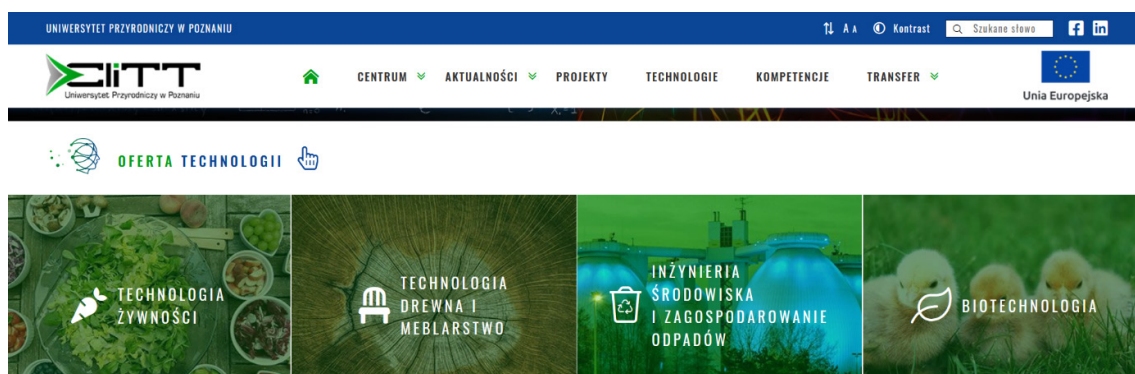 UNIWERSYTET PRZYRODNICZY W POZNANIU
A A Kontrast Szukane słowo f in
CIiTT
Uniwersytet Przyrodniczy w Poznaniu
CENTRUM AKTUALNOŚCI PROJEKTY TECHNOLOGIE KOMPETENCJE TRANSFER
Unia Europejska
OFERTA TECHNOLOGII
TECHNOLOGIA
ŻYWNOŚCI
TECHNOLOGIA
DREWNA I
MEBLARSTWO
INŻYNIERIA
ŚRODOWISKA
I ZAGOSPODAROWANIE
ODPADÓW
BIOTECHNOLOGIA